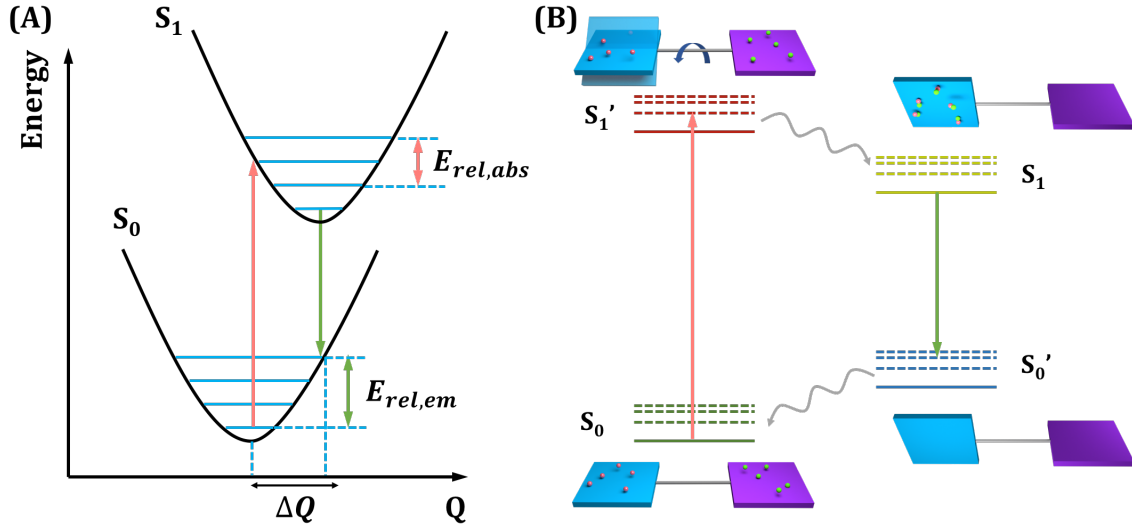 (A)
S₁
Energy
E_rel,abs
S₀
E_rel,em
ΔQ
Q
(B)
S₁'
S₁
S₀'
S₀